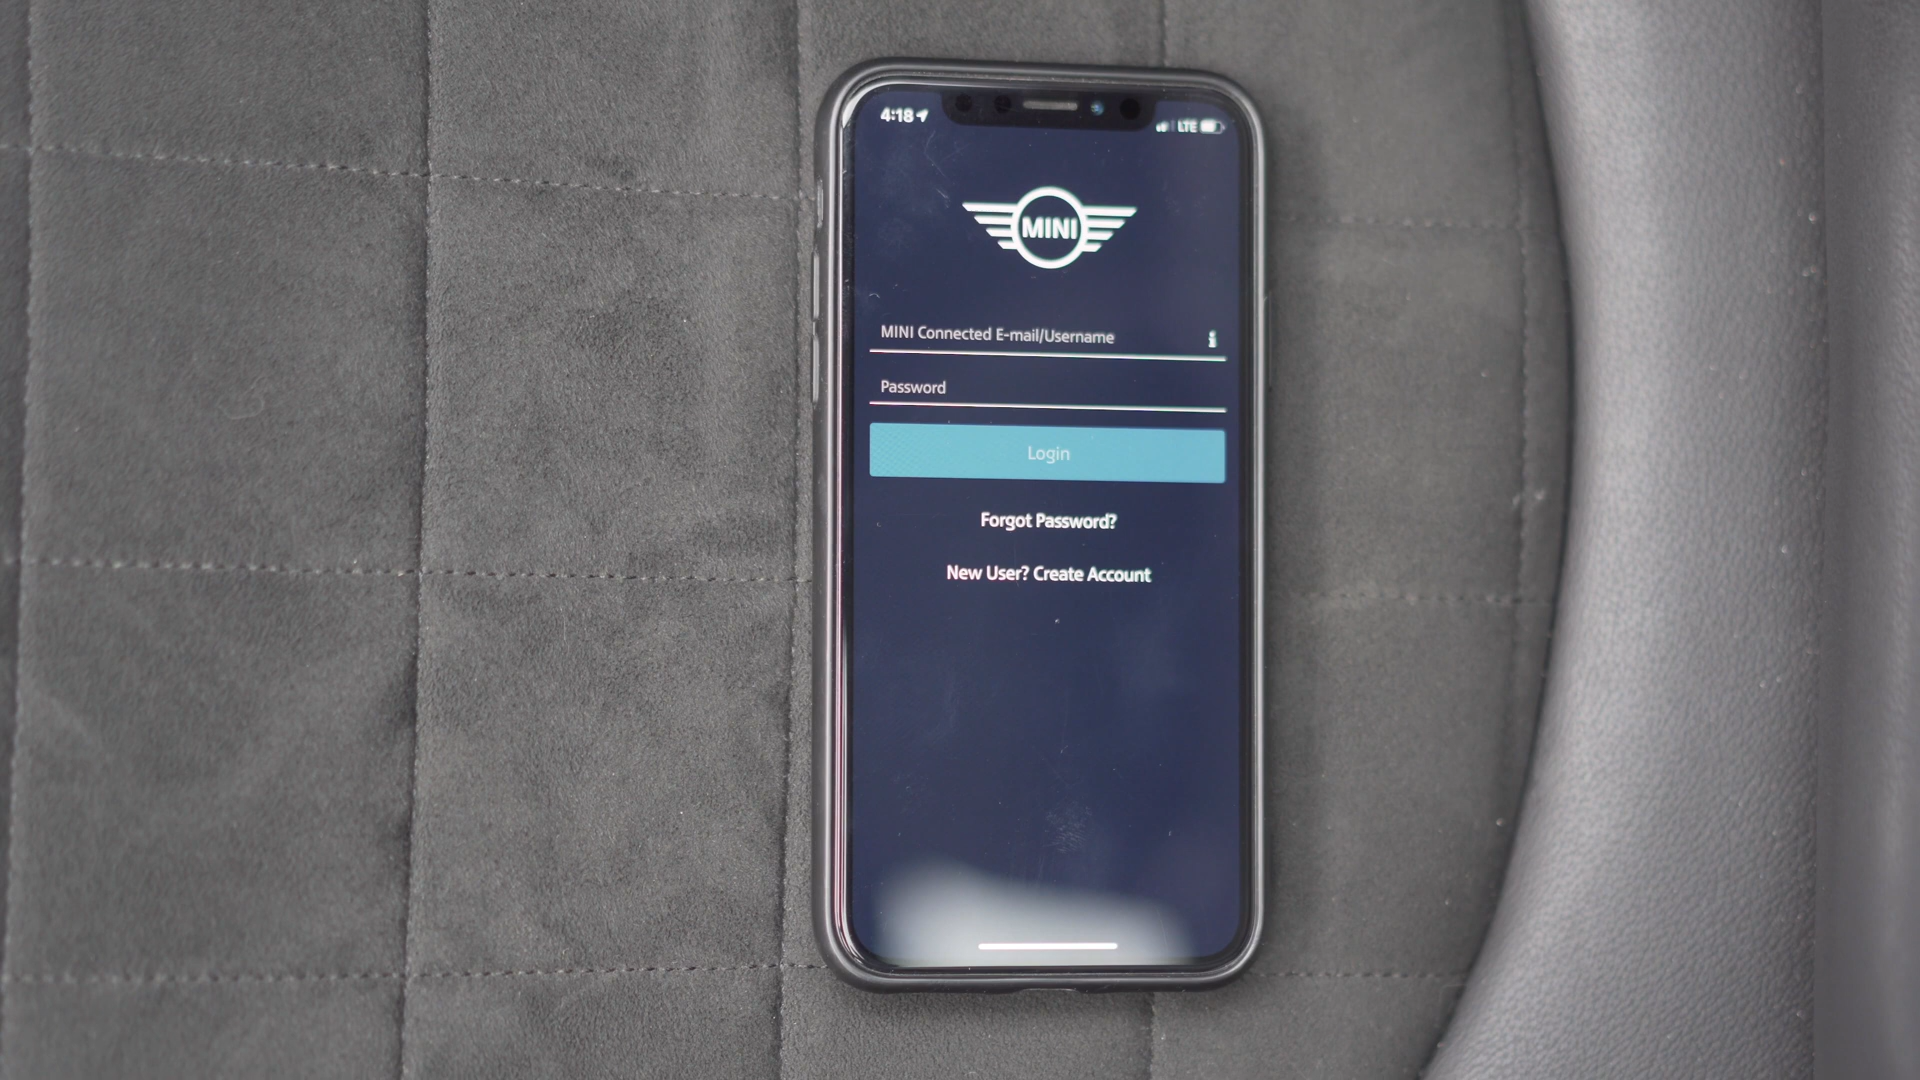 4:18
LTE
MINI
MINI Connected E-mail/Username
Password
Login
Forgot Password?
New User? Create Account